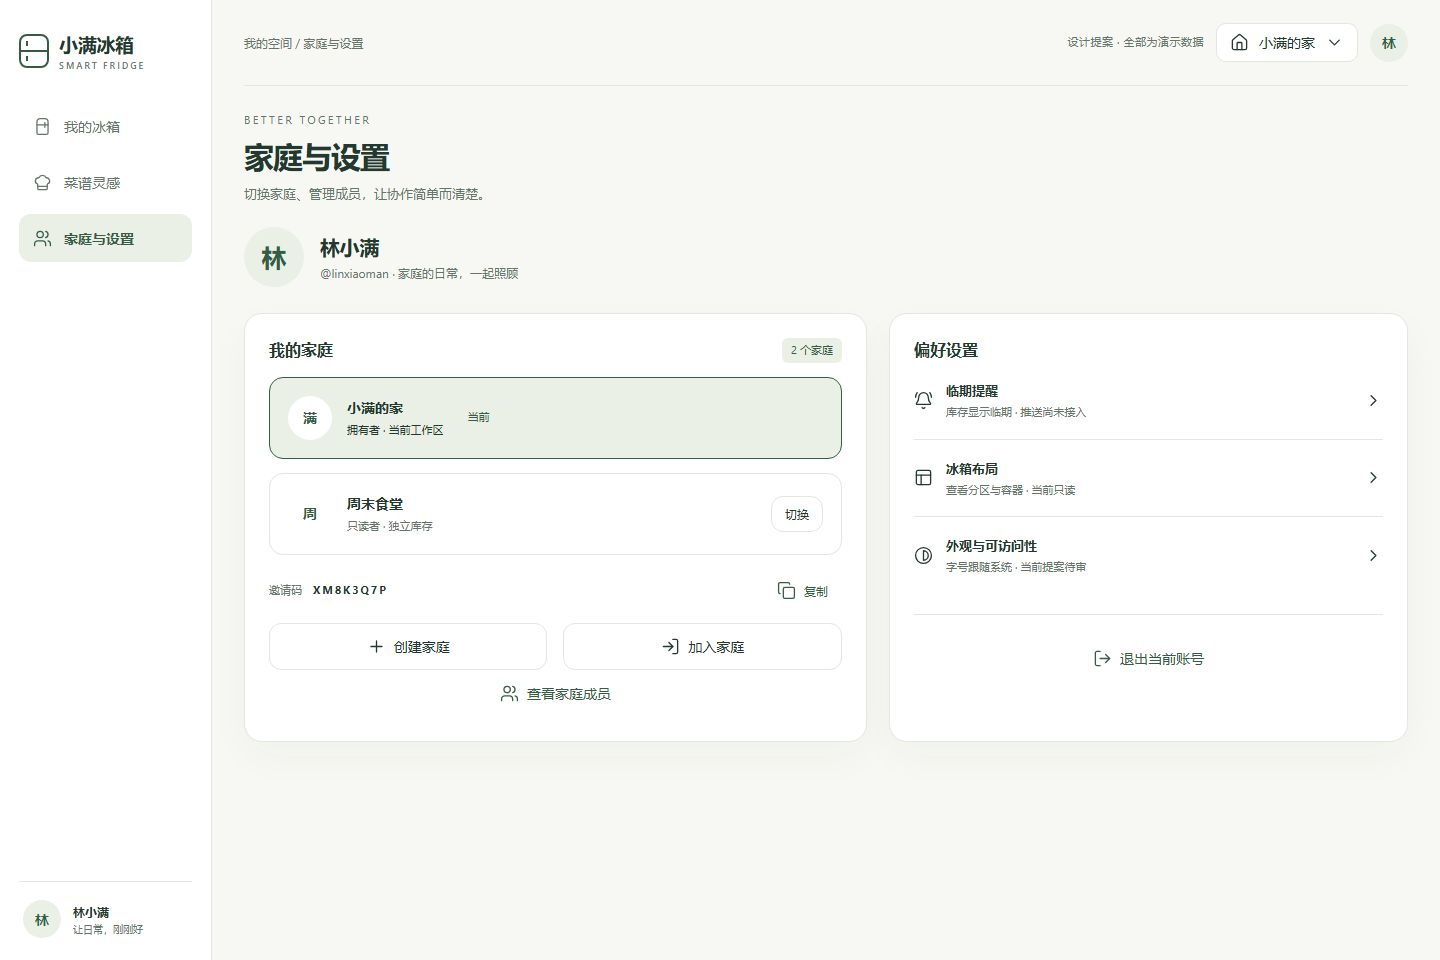 小满冰箱
SMART FRIDGE
我的冰箱
菜谱灵感
家庭与设置
林
林小满
让日常，刚刚好
我的空间 / 家庭与设置
设计提案 · 全部为演示数据
小满的家
林
BETTER TOGETHER
家庭与设置
切换家庭、管理成员，让协作简单而清楚。
林
林小满
@linxiaoman · 家庭的日常，一起照顾
我的家庭
2 个家庭
满
小满的家
拥有者 · 当前工作区
当前
周
周末食堂
只读者 · 独立库存
切换
邀请码 XM8K3Q7P
复制
创建家庭
加入家庭
查看家庭成员
偏好设置
临期提醒
库存显示临期 · 推送尚未接入
冰箱布局
查看分区与容器 · 当前只读
外观与可访问性
字号跟随系统 · 当前提案待审
退出当前账号